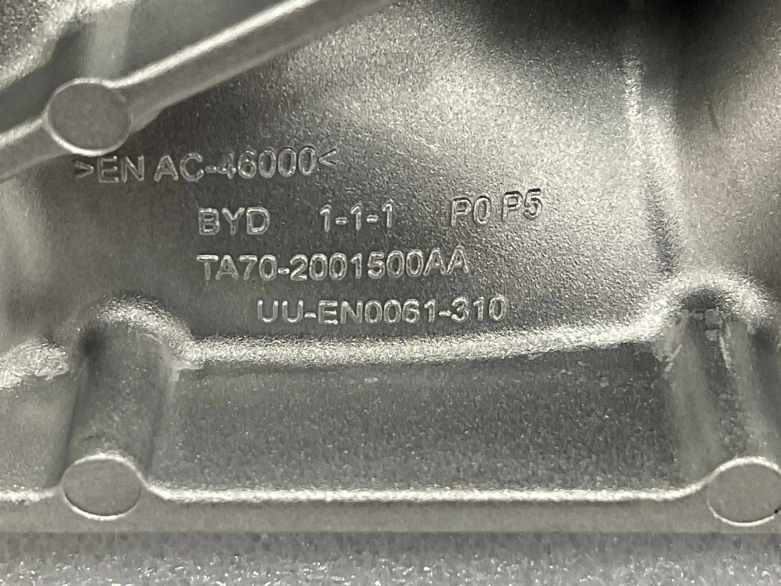 >EN AC-46000<
BYD 1-1-1 P0 P5
TA70-2001500AA
UU-EN0061-310